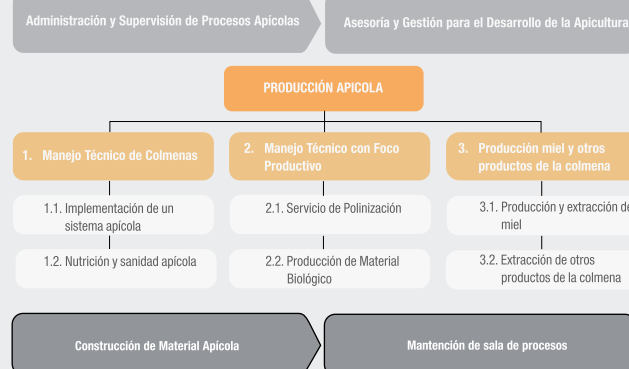 Administración y Supervisión de Procesos Apícolas
Asesoría y Gestión para el Desarrollo de la Apicultura
PRODUCCIÓN APICOLA
1. Manejo Técnico de Colmenas
2. Manejo Técnico con Foco
Productivo
3. Producción miel y otros
productos de la colmena
1.1. Implementación de un
sistema apícola
2.1. Servicio de Polinización
3.1. Producción y extracción de
miel
1.2. Nutrición y sanidad apícola
2.2. Producción de Material
Biológico
3.2. Extracción de otros
productos de la colmena
Construcción de Material Apícola
Mantención de sala de procesos